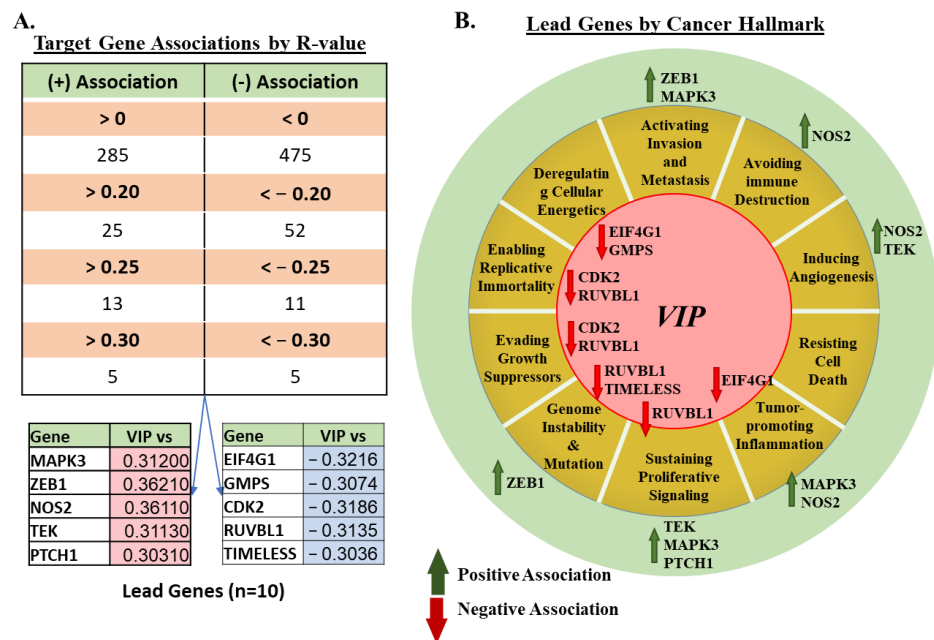 A.
Target Gene Associations by R-value
(+) Association (-) Association
> 0 < 0
285 475
> 0.20 < – 0.20
25 52
> 0.25 < – 0.25
13 11
> 0.30 < – 0.30
5 5
Gene VIP vs
MAPK3 0.31200
ZEB1 0.36210
NOS2 0.36110
TEK 0.31130
PTCH1 0.30310
Gene VIP vs
EIF4G1 – 0.3216
GMPS – 0.3074
CDK2 – 0.3186
RUVBL1 – 0.3135
TIMELESS – 0.3036
Lead Genes (n=10)
B.
Lead Genes by Cancer Hallmark
ZEB1
MAPK3
NOS2
NOS2
TEK
MAPK3
NOS2
TEK
MAPK3
PTCH1
ZEB1
Activating
Invasion
and
Metastasis
Avoiding
immune
Destruction
Inducing
Angiogenesis
Resisting
Cell
Death
Tumor-
promoting
Inflammation
Sustaining
Proliferative
Signaling
Genome
Instability
&
Mutation
Evading
Growth
Suppressors
Enabling
Replicative
Immortality
Deregulatin
g Cellular
Energetics
EIF4G1
GMPS
CDK2
RUVBL1
CDK2
RUVBL1
RUVBL1
TIMELESS
RUVBL1
EIF4G1
VIP
Positive Association
Negative Association